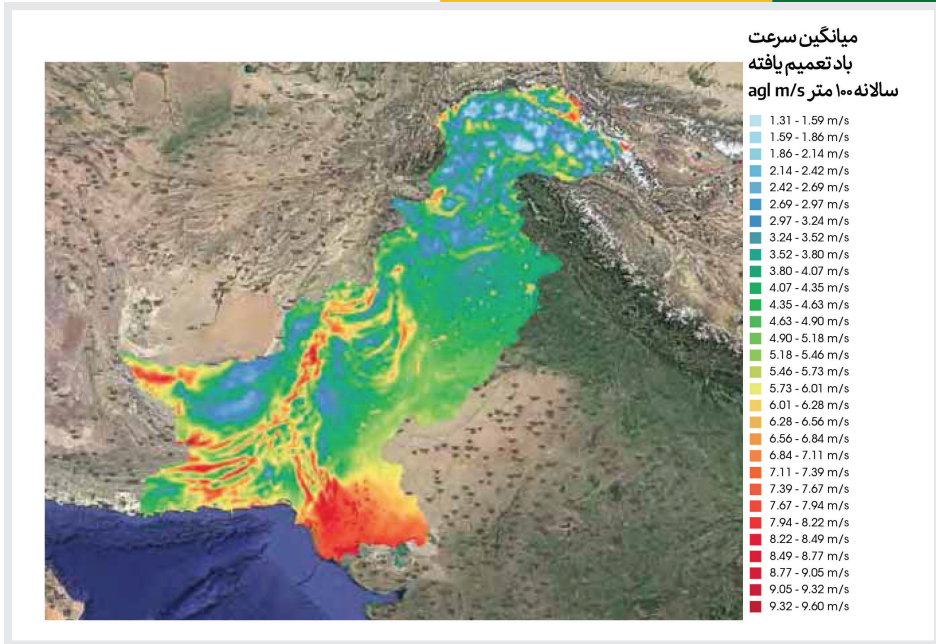 میانگین سرعت
باد تعمیم یافته
سالانه ۱۰۰ متر agl m/s
1.31 - 1.59 m/s
1.59 - 1.86 m/s
1.86 - 2.14 m/s
2.14 - 2.42 m/s
2.42 - 2.69 m/s
2.69 - 2.97 m/s
2.97 - 3.24 m/s
3.24 - 3.52 m/s
3.52 - 3.80 m/s
3.80 - 4.07 m/s
4.07 - 4.35 m/s
4.35 - 4.63 m/s
4.63 - 4.90 m/s
4.90 - 5.18 m/s
5.18 - 5.46 m/s
5.46 - 5.73 m/s
5.73 - 6.01 m/s
6.01 - 6.28 m/s
6.28 - 6.56 m/s
6.56 - 6.84 m/s
6.84 - 7.11 m/s
7.11 - 7.39 m/s
7.39 - 7.67 m/s
7.67 - 7.94 m/s
7.94 - 8.22 m/s
8.22 - 8.49 m/s
8.49 - 8.77 m/s
8.77 - 9.05 m/s
9.05 - 9.32 m/s
9.32 - 9.60 m/s